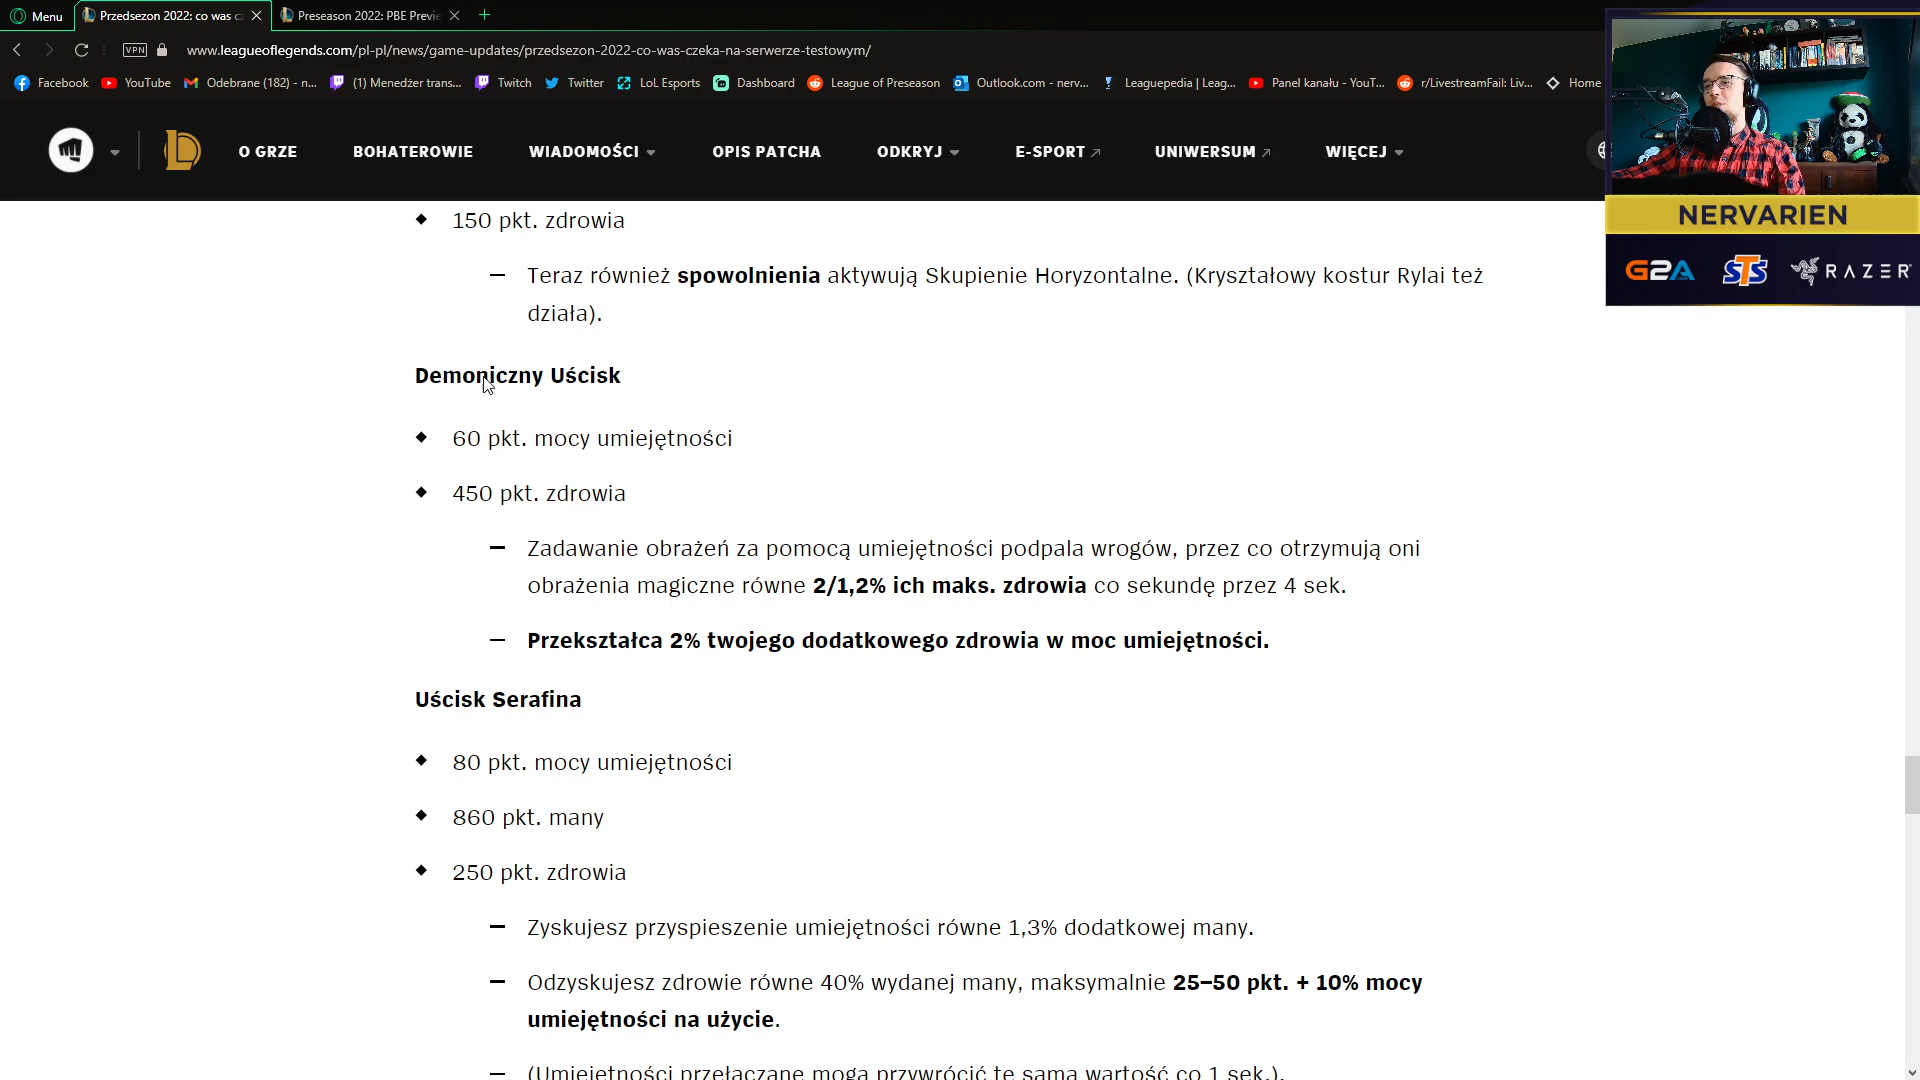 Menu
Przedsezon 2022: co was cz
Preseason 2022: PBE Previe
VPN
www.leagueoflegends.com/pl-pl/news/game-updates/przedsezon-2022-co-was-czeka-na-serwerze-testowym/
Facebook
YouTube
Odebrane (182) - n...
(1) Menedżer trans...
Twitch
Twitter
LoL Esports
Dashboard
League of Preseason
Outlook.com - nerv...
Leaguepedia | Leag...
Panel kanału - YouT...
r/LivestreamFail: Liv...
Home
O GRZE
BOHATEROWIE
WIADOMOŚCI
OPIS PATCHA
ODKRYJ
E-SPORT
UNIWERSUM
WIĘCEJ
NERVARIEN
G2A
STS
RAZER
150 pkt. zdrowia
Teraz również spowolnienia aktywują Skupienie Horyzontalne. (Kryształowy kostur Rylai też
działa).
Demoniczny Uścisk
60 pkt. mocy umiejętności
450 pkt. zdrowia
Zadawanie obrażeń za pomocą umiejętności podpala wrogów, przez co otrzymują oni
obrażenia magiczne równe 2/1,2% ich maks. zdrowia co sekundę przez 4 sek.
Przekształca 2% twojego dodatkowego zdrowia w moc umiejętności.
Uścisk Serafina
80 pkt. mocy umiejętności
860 pkt. many
250 pkt. zdrowia
Zyskujesz przyspieszenie umiejętności równe 1,3% dodatkowej many.
Odzyskujesz zdrowie równe 40% wydanej many, maksymalnie 25–50 pkt. + 10% mocy
umiejętności na użycie.
(Umiejętności przełączane mogą przywrócić tę samą wartość co 1 sek.).